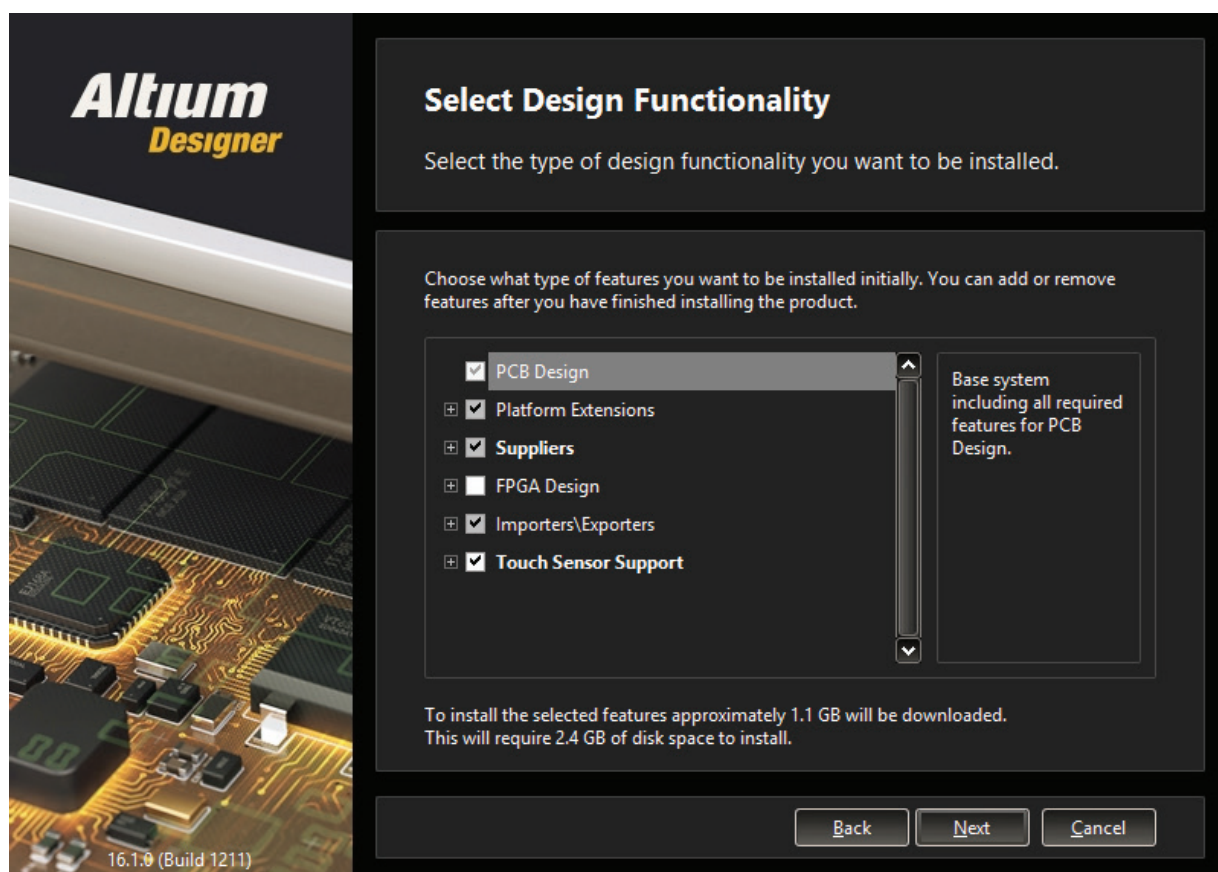 Altium
Designer
Select Design Functionality
Select the type of design functionality you want to be installed.
Choose what type of features you want to be installed initially. You can add or remove
features after you have finished installing the product.
PCB Design
Platform Extensions
Suppliers
FPGA Design
Importers\Exporters
Touch Sensor Support
Base system
including all required
features for PCB
Design.
To install the selected features approximately 1.1 GB will be downloaded.
This will require 2.4 GB of disk space to install.
Back
Next
Cancel
16.1.0 (Build 1211)